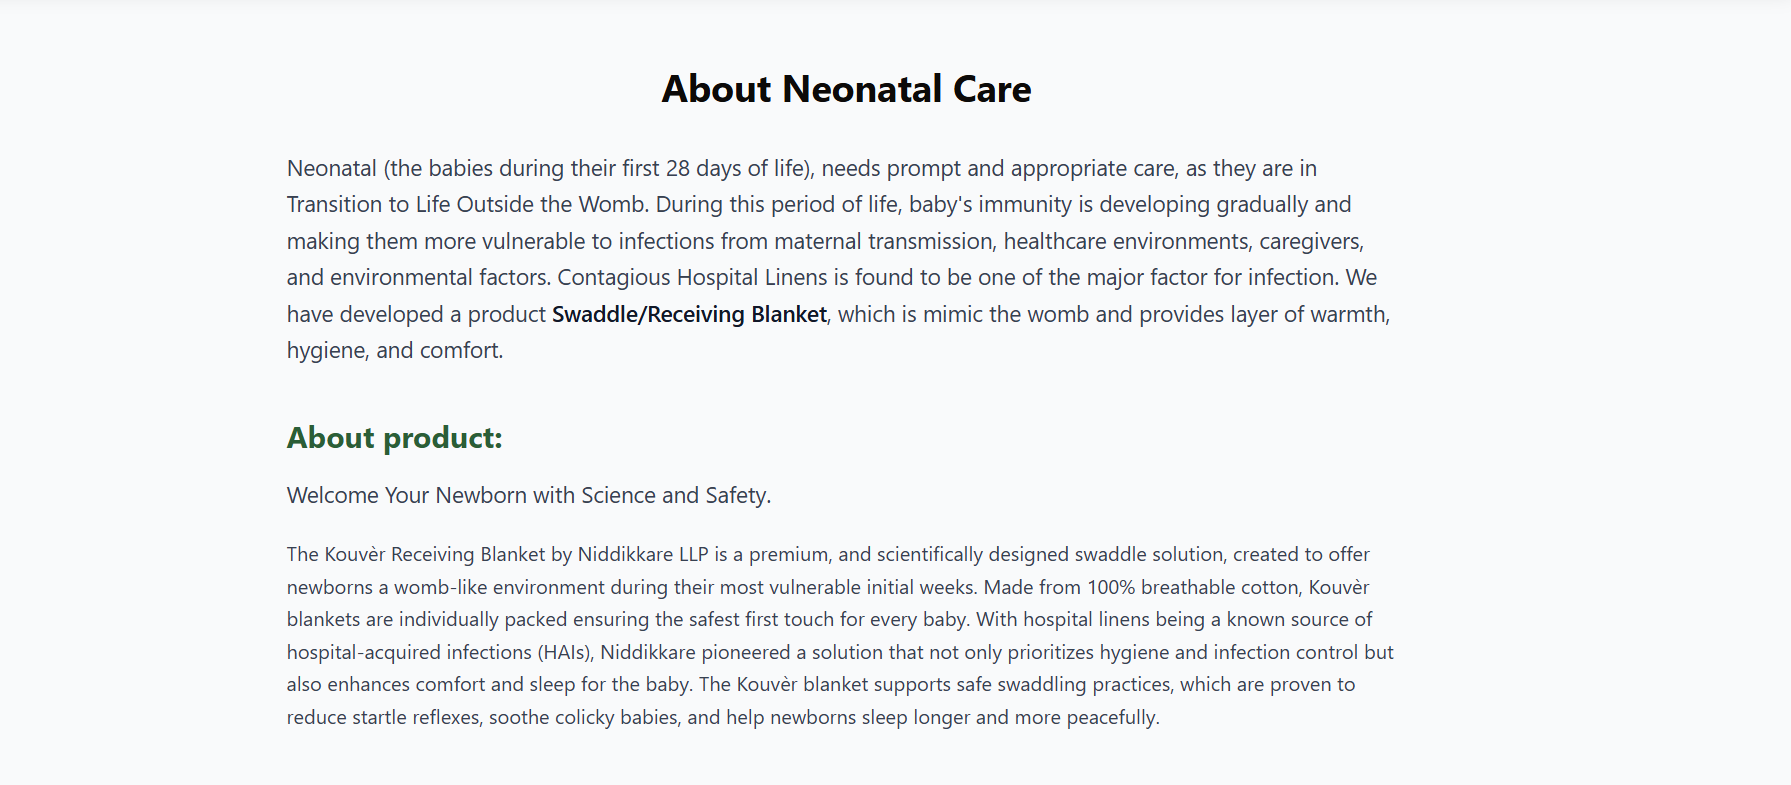 About Neonatal Care
Neonatal (the babies during their first 28 days of life), needs prompt and appropriate care, as they are in
Transition to Life Outside the Womb. During this period of life, baby's immunity is developing gradually and
making them more vulnerable to infections from maternal transmission, healthcare environments, caregivers,
and environmental factors. Contagious Hospital Linens is found to be one of the major factor for infection. We
have developed a product Swaddle/Receiving Blanket, which is mimic the womb and provides layer of warmth,
hygiene, and comfort.
About product:
Welcome Your Newborn with Science and Safety.
The Kouvèr Receiving Blanket by Niddikkare LLP is a premium, and scientifically designed swaddle solution, created to offer
newborns a womb-like environment during their most vulnerable initial weeks. Made from 100% breathable cotton, Kouvèr
blankets are individually packed ensuring the safest first touch for every baby. With hospital linens being a known source of
hospital-acquired infections (HAIs), Niddikkare pioneered a solution that not only prioritizes hygiene and infection control but
also enhances comfort and sleep for the baby. The Kouvèr blanket supports safe swaddling practices, which are proven to
reduce startle reflexes, soothe colicky babies, and help newborns sleep longer and more peacefully.